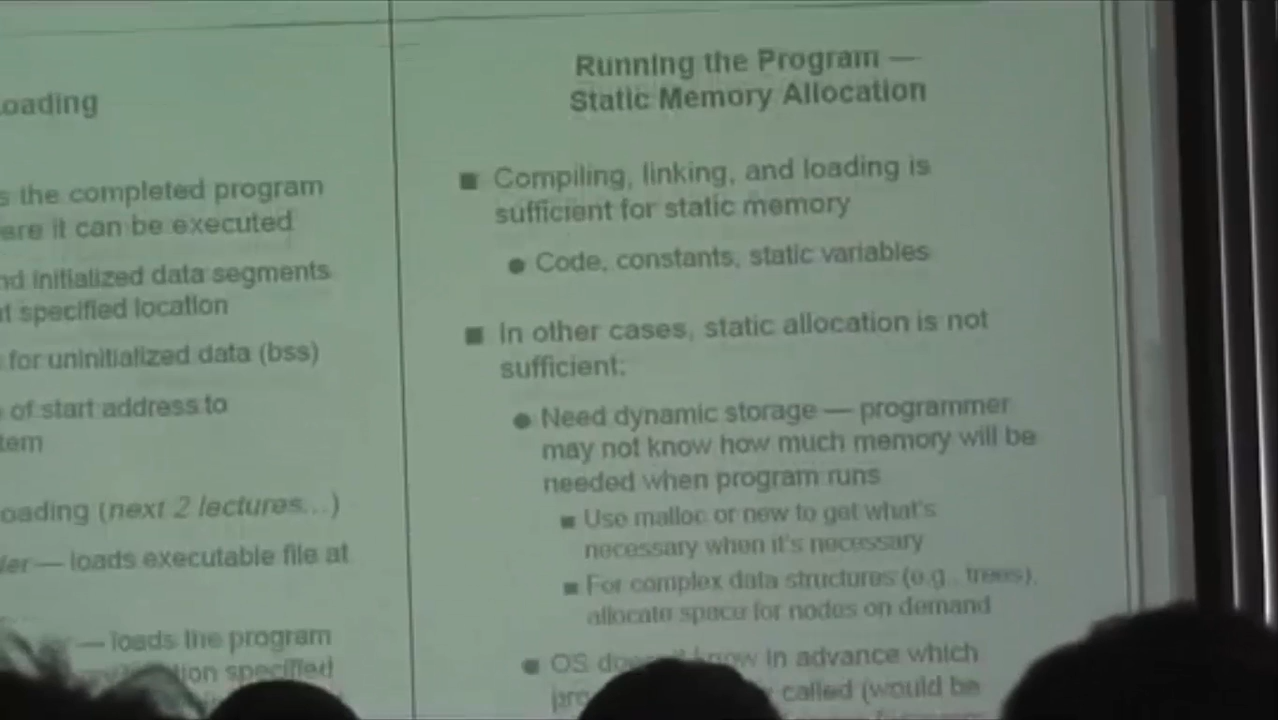 oading
s the completed program
ere it can be executed
nd initialized data segments
t specified location
for uninitialized data (bss)
of start address to
tem
oading (next 2 lectures…)
er — loads executable file at
— loads the program
tion specified
Running the Program —
Static Memory Allocation
■ Compiling, linking, and loading is
sufficient for static memory
● Code, constants, static variables
■ In other cases, static allocation is not
sufficient:
● Need dynamic storage — programmer
may not know how much memory will be
needed when program runs
■ Use malloc or new to get what's
necessary when it's necessary
■ For complex data structures (e.g., trees),
allocate space for nodes on demand
● OS know in advance which
called (would be